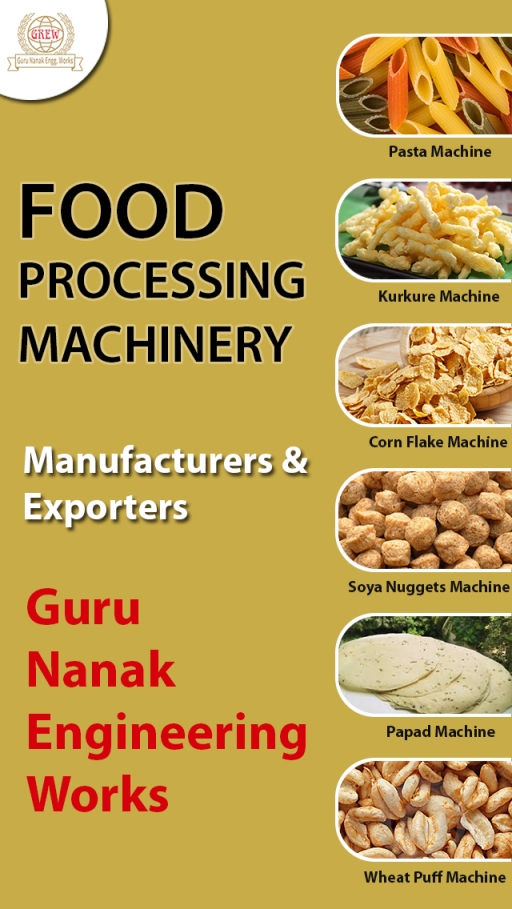 GREW
Guru Nanak Engg. Works
FOOD
PROCESSING
MACHINERY
Manufacturers &
Exporters
Guru
Nanak
Engineering
Works
Pasta Machine
Kurkure Machine
Corn Flake Machine
Soya Nuggets Machine
Papad Machine
Wheat Puff Machine